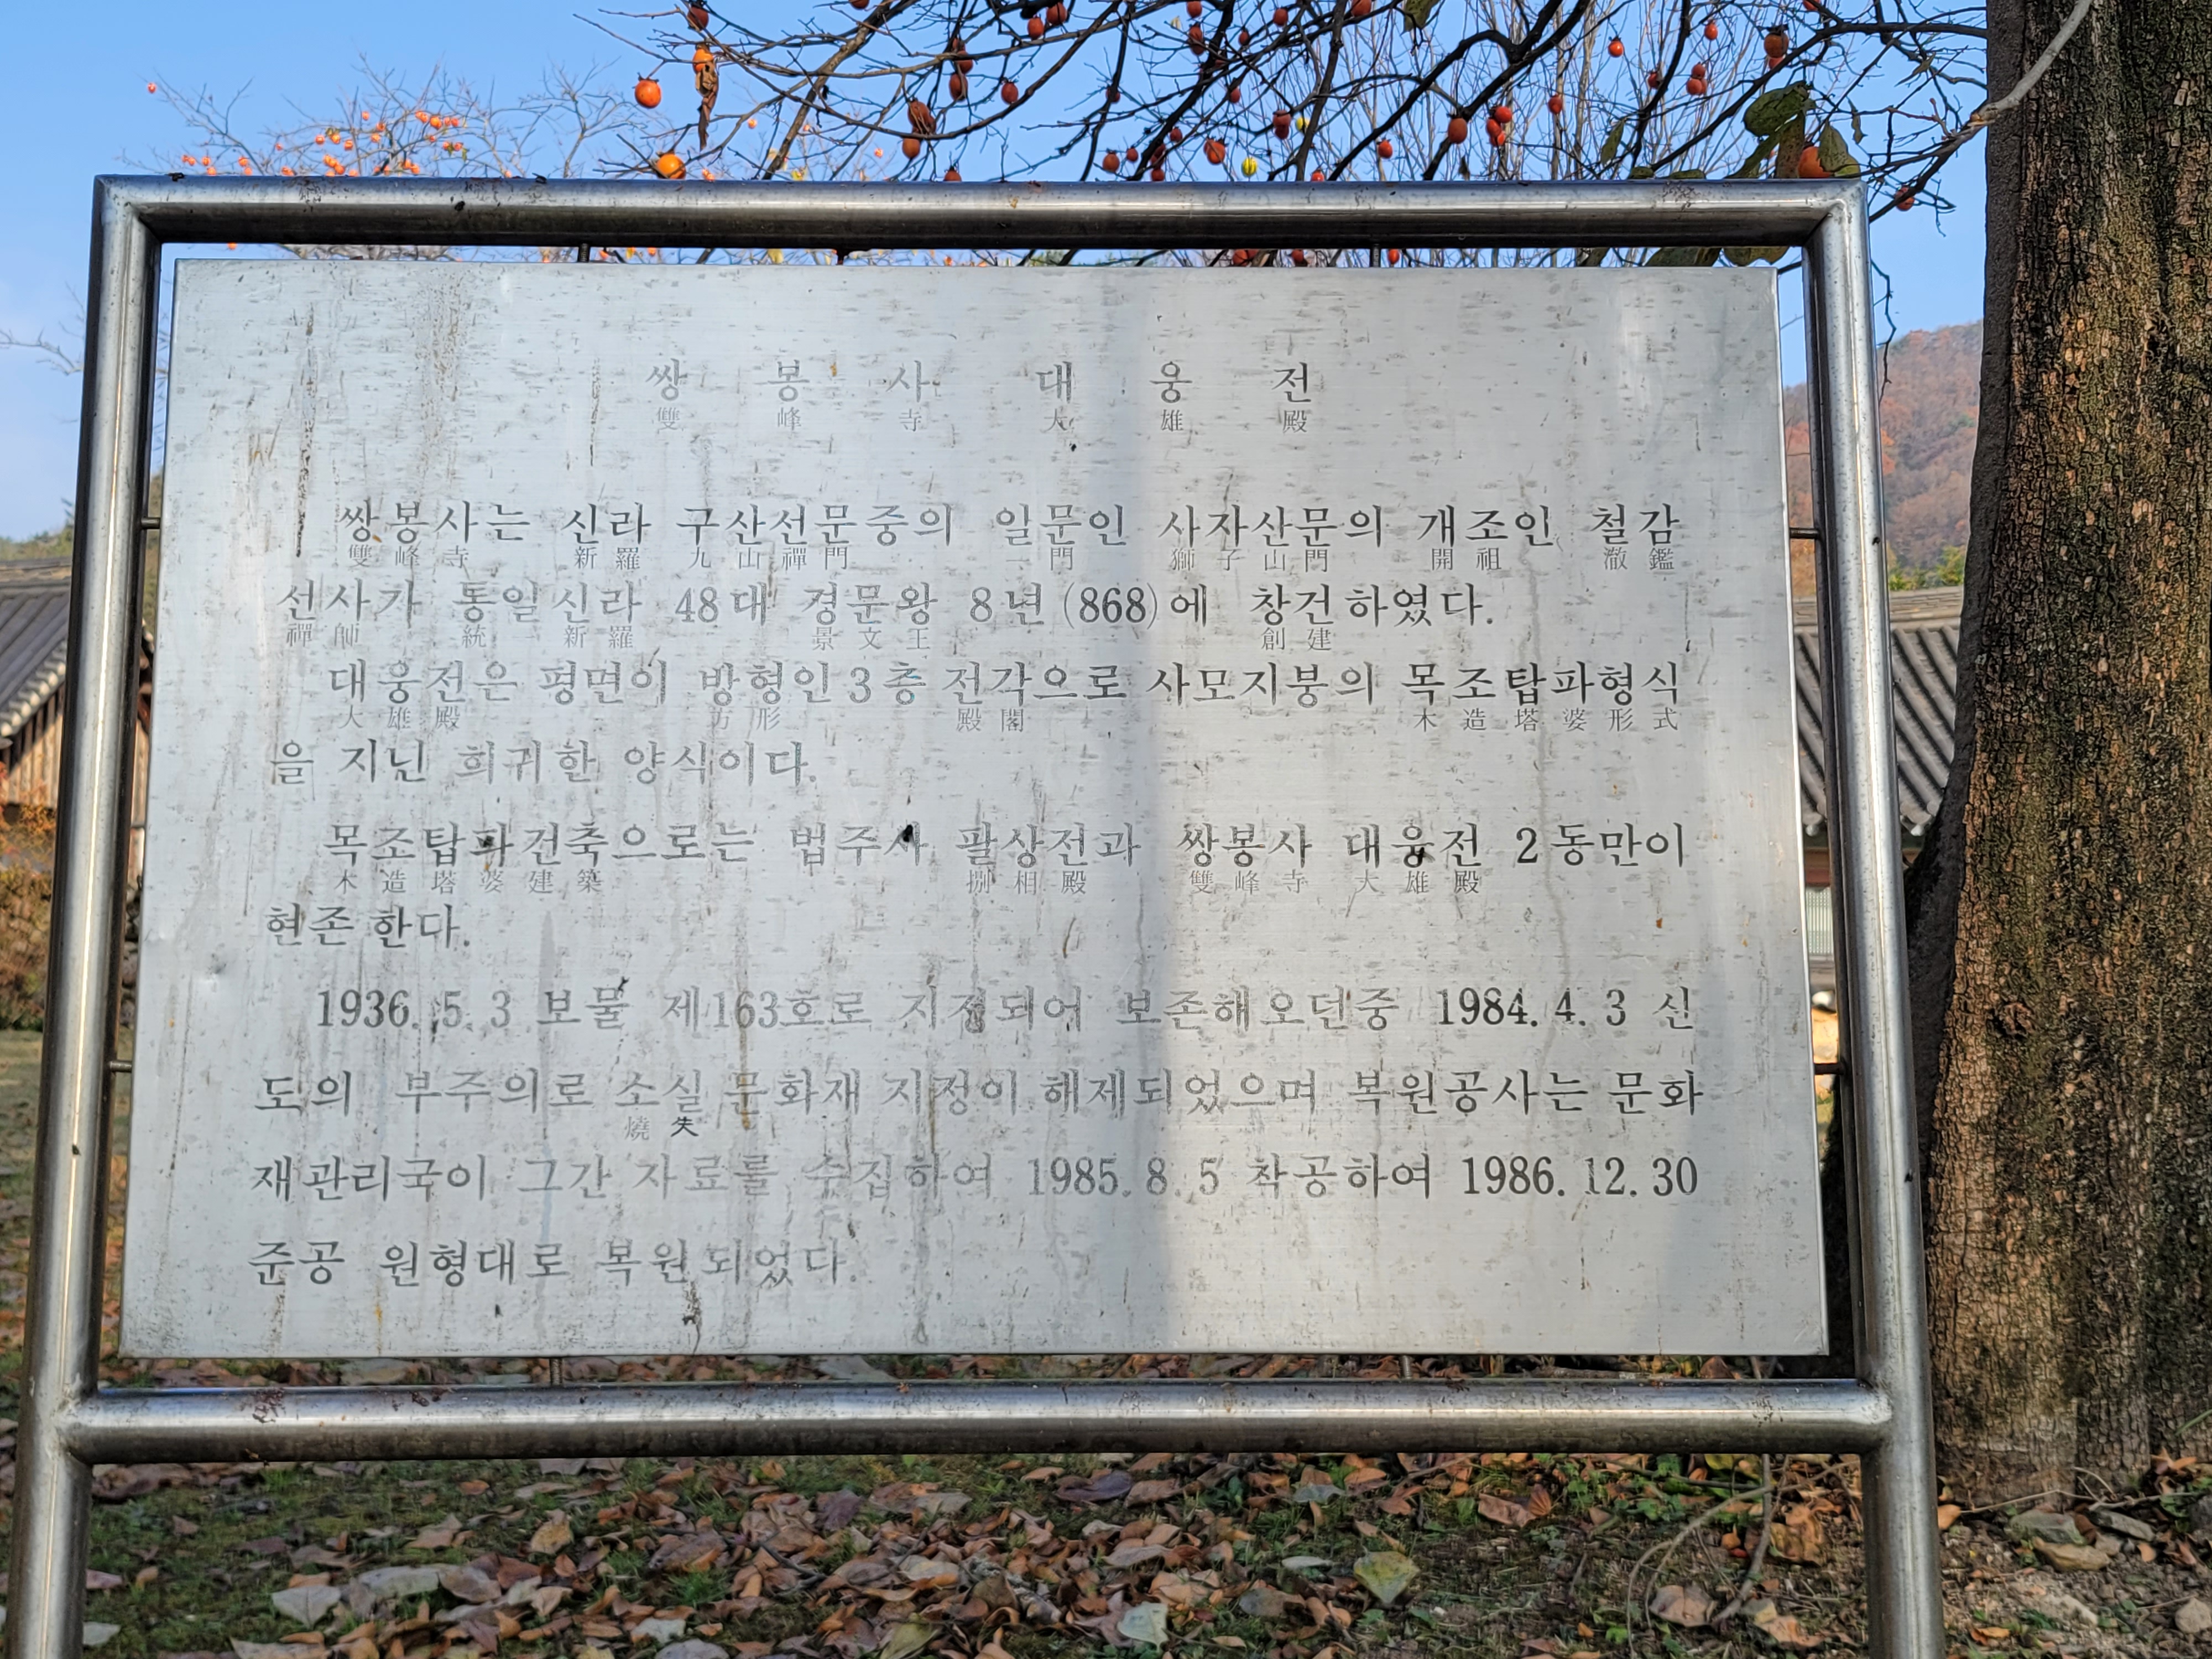 쌍봉사 대웅전
雙峰寺 大雄殿
쌍봉사는 신라 구산선문중의 일문인 사자산문의 개조인 철감
雙峰寺 新羅 九山禪門 一門 獅子山門 開祖 澈鑑
선사가 통일신라 48대 경문왕 8년 (868)에 창건하였다.
禪師 統 新羅 景文王 創建
대웅전은 평면이 방형인 3층 전각으로 사모지붕의 목조탑파형식
大雄殿 方形 殿閣 木造塔婆形式
을 지닌 희귀한 양식이다.
목조탑파건축으로는 법주사 팔상전과 쌍봉사 대웅전 2동만이
木造塔婆建築 捌相殿 雙峰寺 大雄殿
현존한다.
1936. 5. 3 보물 제163호로 지정되어 보존해오던중 1984. 4. 3 신
도의 부주의로 소실 문화재 지정이 해제되었으며 복원공사는 문화
燒失
재관리국이 그간 자료를 수집하여 1985. 8. 5 착공하여 1986. 12. 30
준공 원형대로 복원되었다.